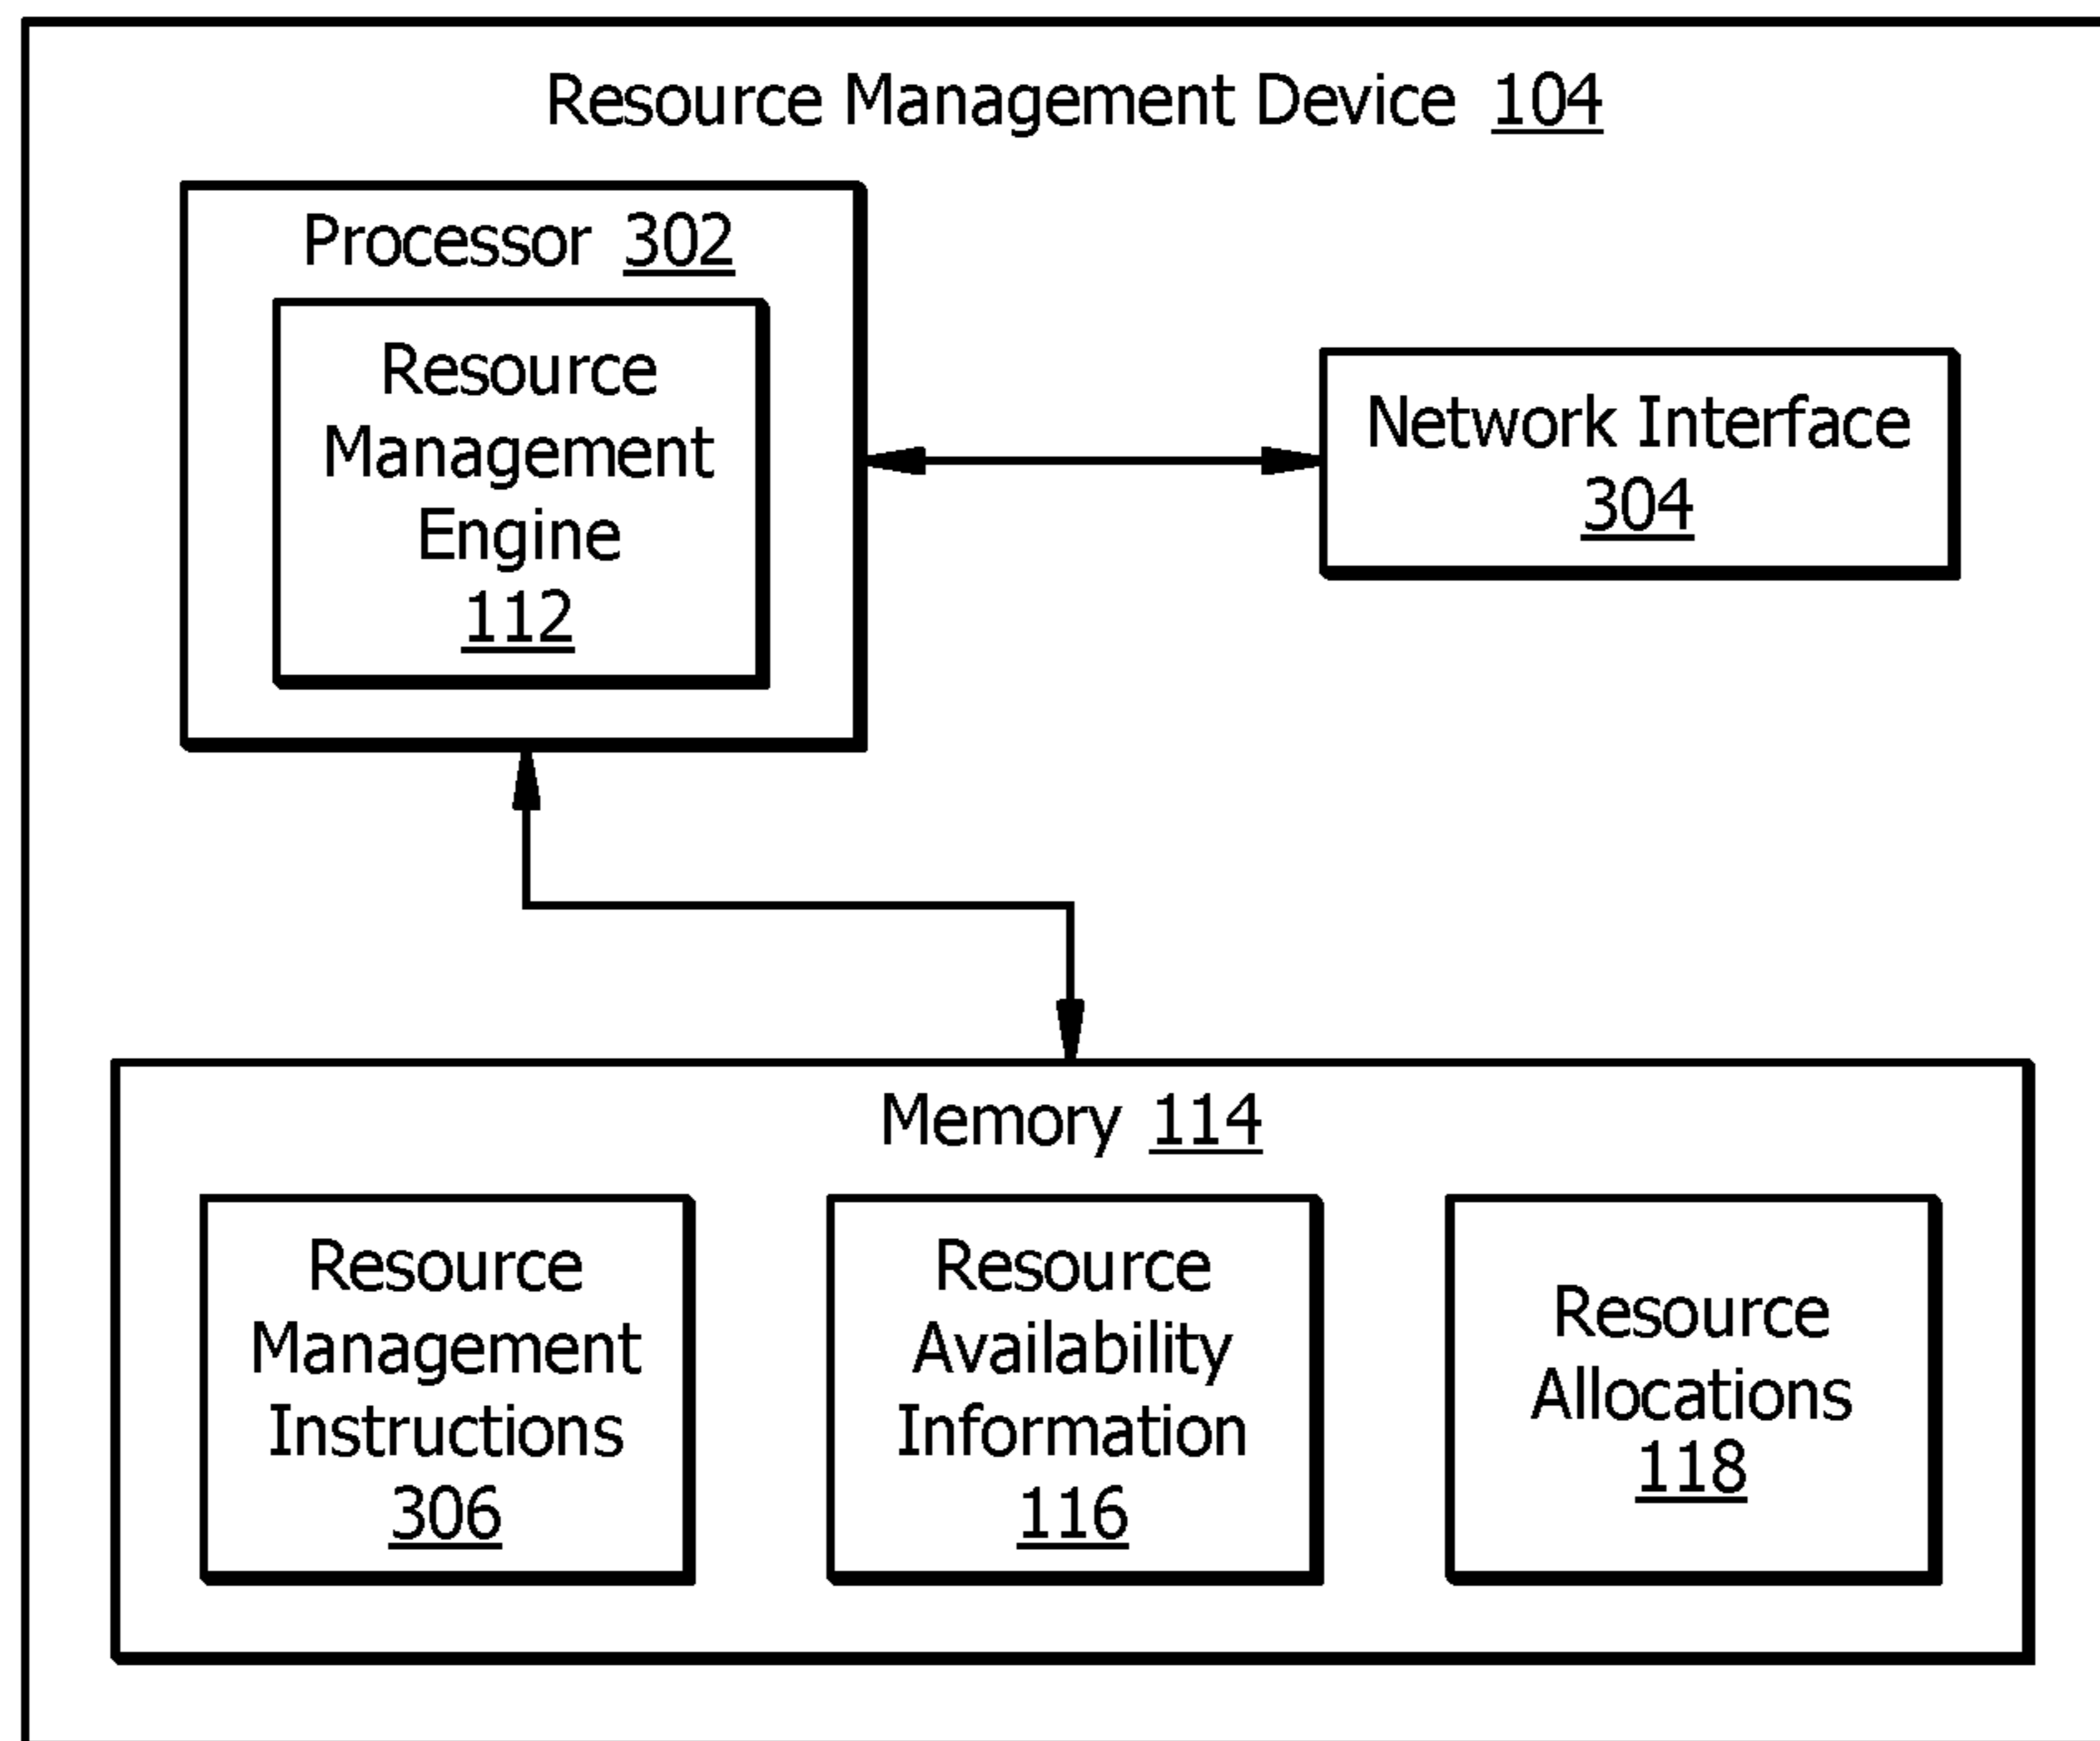 Resource Management Device 104
Processor 302
Resource
Management
Engine
112
Network Interface
304
Memory 114
Resource
Management
Instructions
306
Resource
Availability
Information
116
Resource
Allocations
118